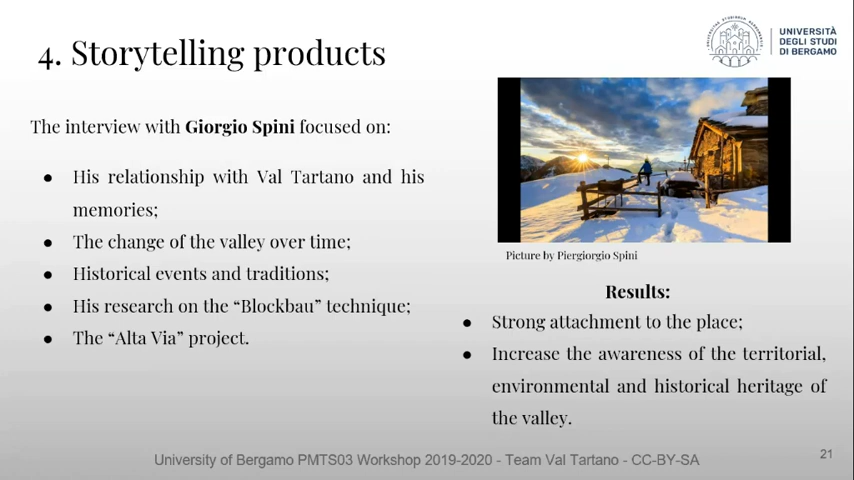 4. Storytelling products
UNIVERSITÀ
DEGLI STUDI
DI BERGAMO
The interview with Giorgio Spini focused on:
● His relationship with Val Tartano and his
memories;
● The change of the valley over time;
● Historical events and traditions;
● His research on the “Blockbau” technique;
● The “Alta Via” project.
Picture by Piergiorgio Spini
Results:
● Strong attachment to the place;
● Increase the awareness of the territorial,
environmental and historical heritage of
the valley.
University of Bergamo PMTS03 Workshop 2019-2020 - Team Val Tartano - CC-BY-SA
21